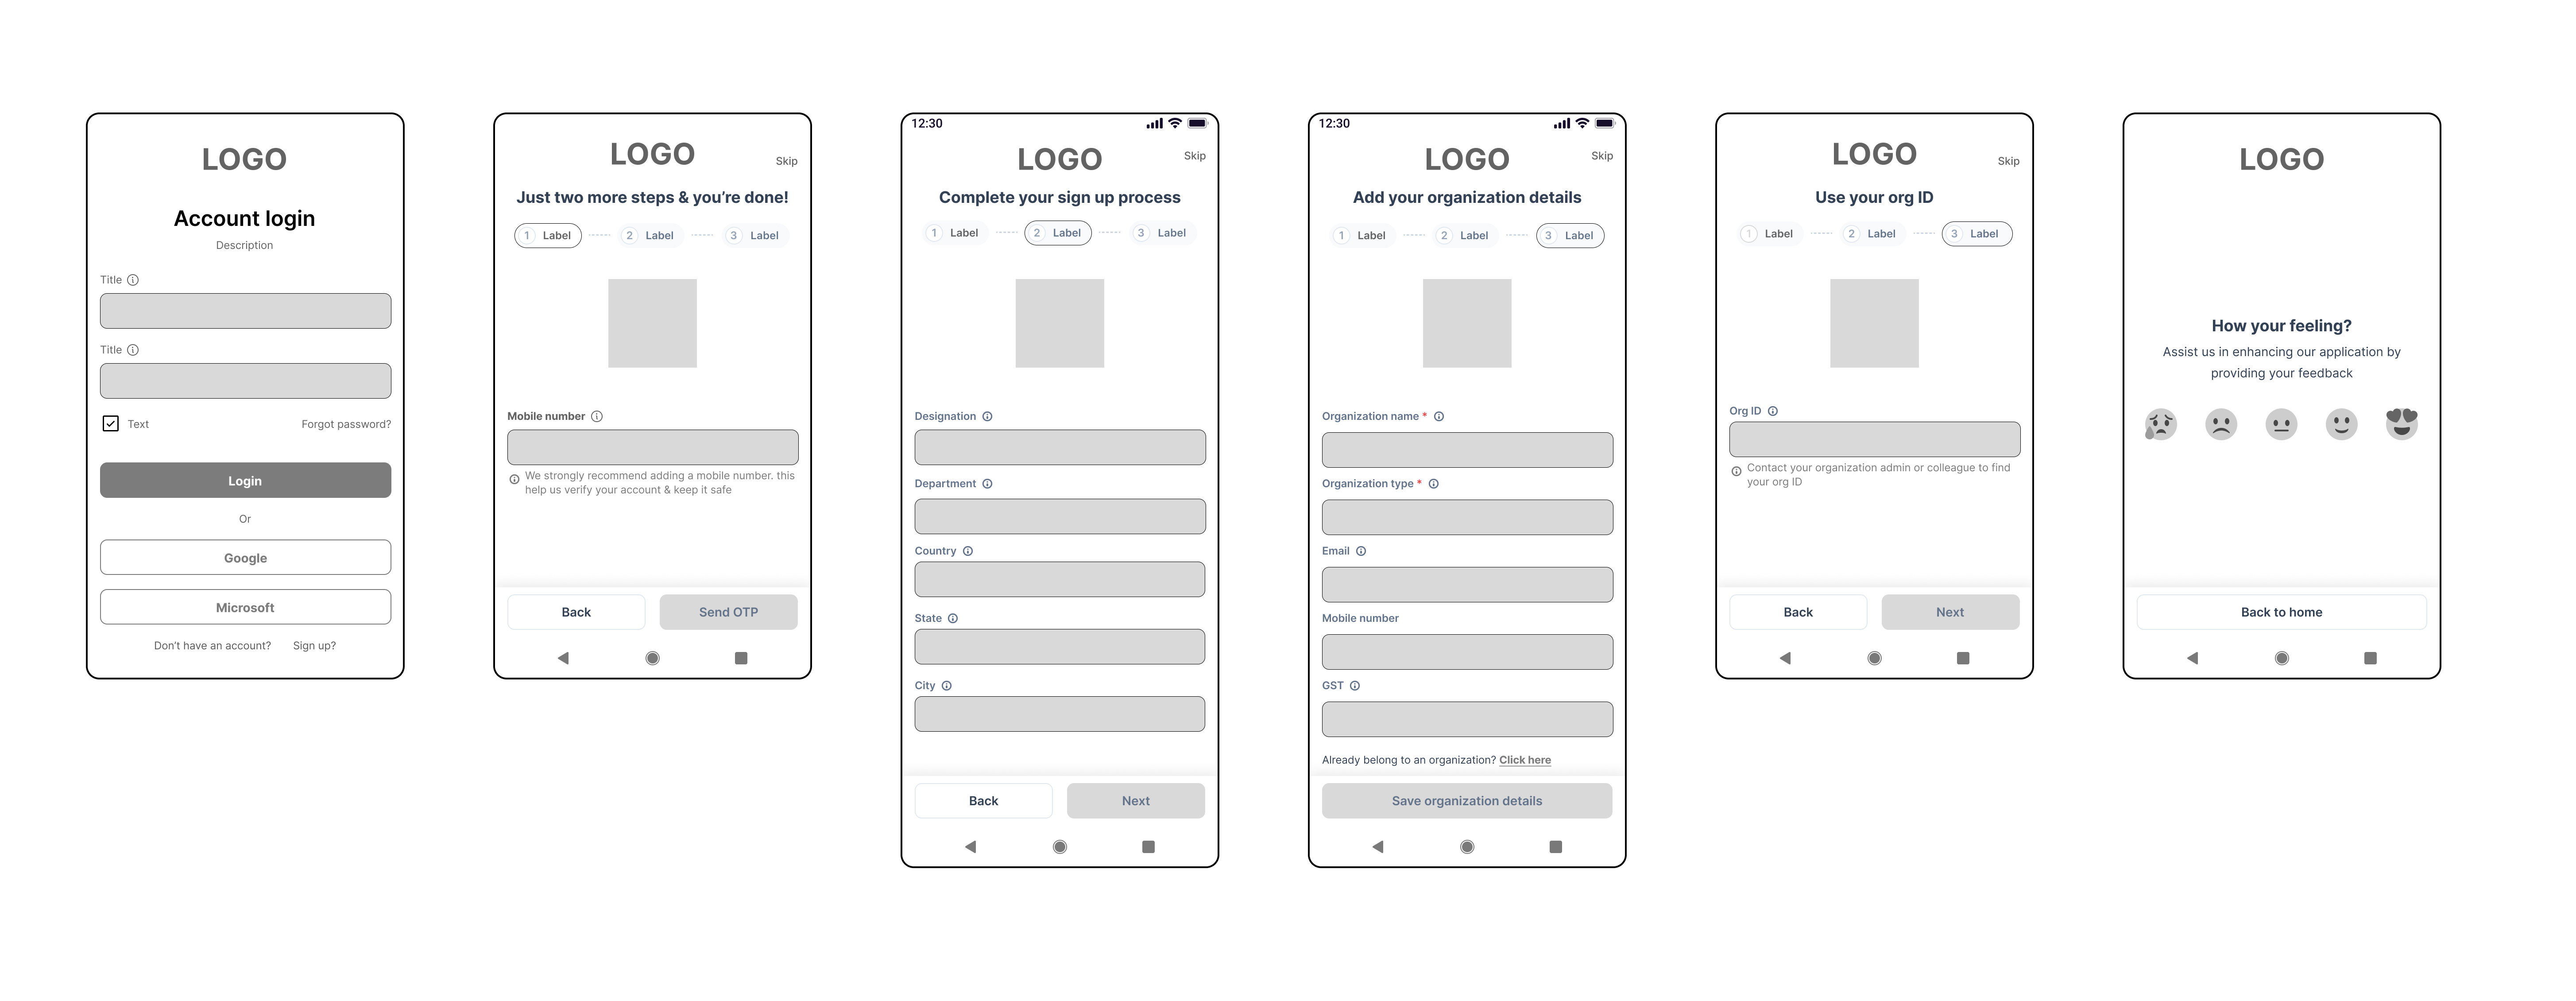 LOGO
Account login
Description
Title
Title
Text
Forgot password?
Login
Or
Google
Microsoft
Don't have an account?
Sign up?
LOGO
Skip
Just two more steps & you're done!
1 Label
2 Label
3 Label
Mobile number
We strongly recommend adding a mobile number. this
help us verify your account & keep it safe
Back
Send OTP
12:30
LOGO
Skip
Complete your sign up process
1 Label
2 Label
3 Label
Designation
Department
Country
State
City
Back
Next
12:30
LOGO
Skip
Add your organization details
1 Label
2 Label
3 Label
Organization name *
Organization type *
Email
Mobile number
GST
Already belong to an organization? Click here
Save organization details
LOGO
Skip
Use your org ID
1 Label
2 Label
3 Label
Org ID
Contact your organization admin or colleague to find
your org ID
Back
Next
LOGO
How your feeling?
Assist us in enhancing our application by
providing your feedback
Back to home